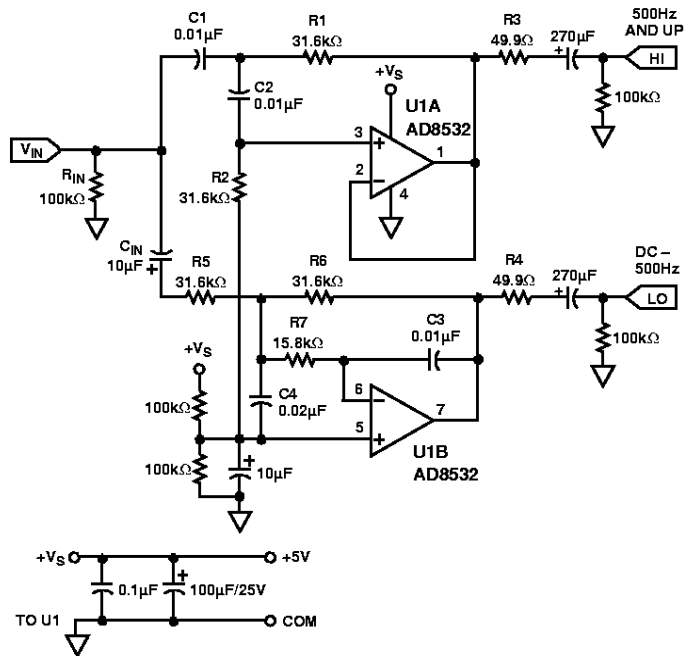 500Hz
AND UP
HI
C1
0.01µF
R1
31.6kΩ
R3
49.9Ω
270µF
+
100kΩ
C2
0.01µF
+VS
U1A
AD8532
3
+
2
−
1
4
VIN
RIN
100kΩ
R2
31.6kΩ
CIN
10µF
+
R5
31.6kΩ
R6
31.6kΩ
R4
49.9Ω
270µF
+
DC –
500Hz
LO
100kΩ
R7
15.8kΩ
C3
0.01µF
+VS
100kΩ
C4
0.02µF
6
−
5
+
7
U1B
AD8532
100kΩ
+
10µF
+VS
+5V
0.1µF
+
100µF/25V
TO U1
COM